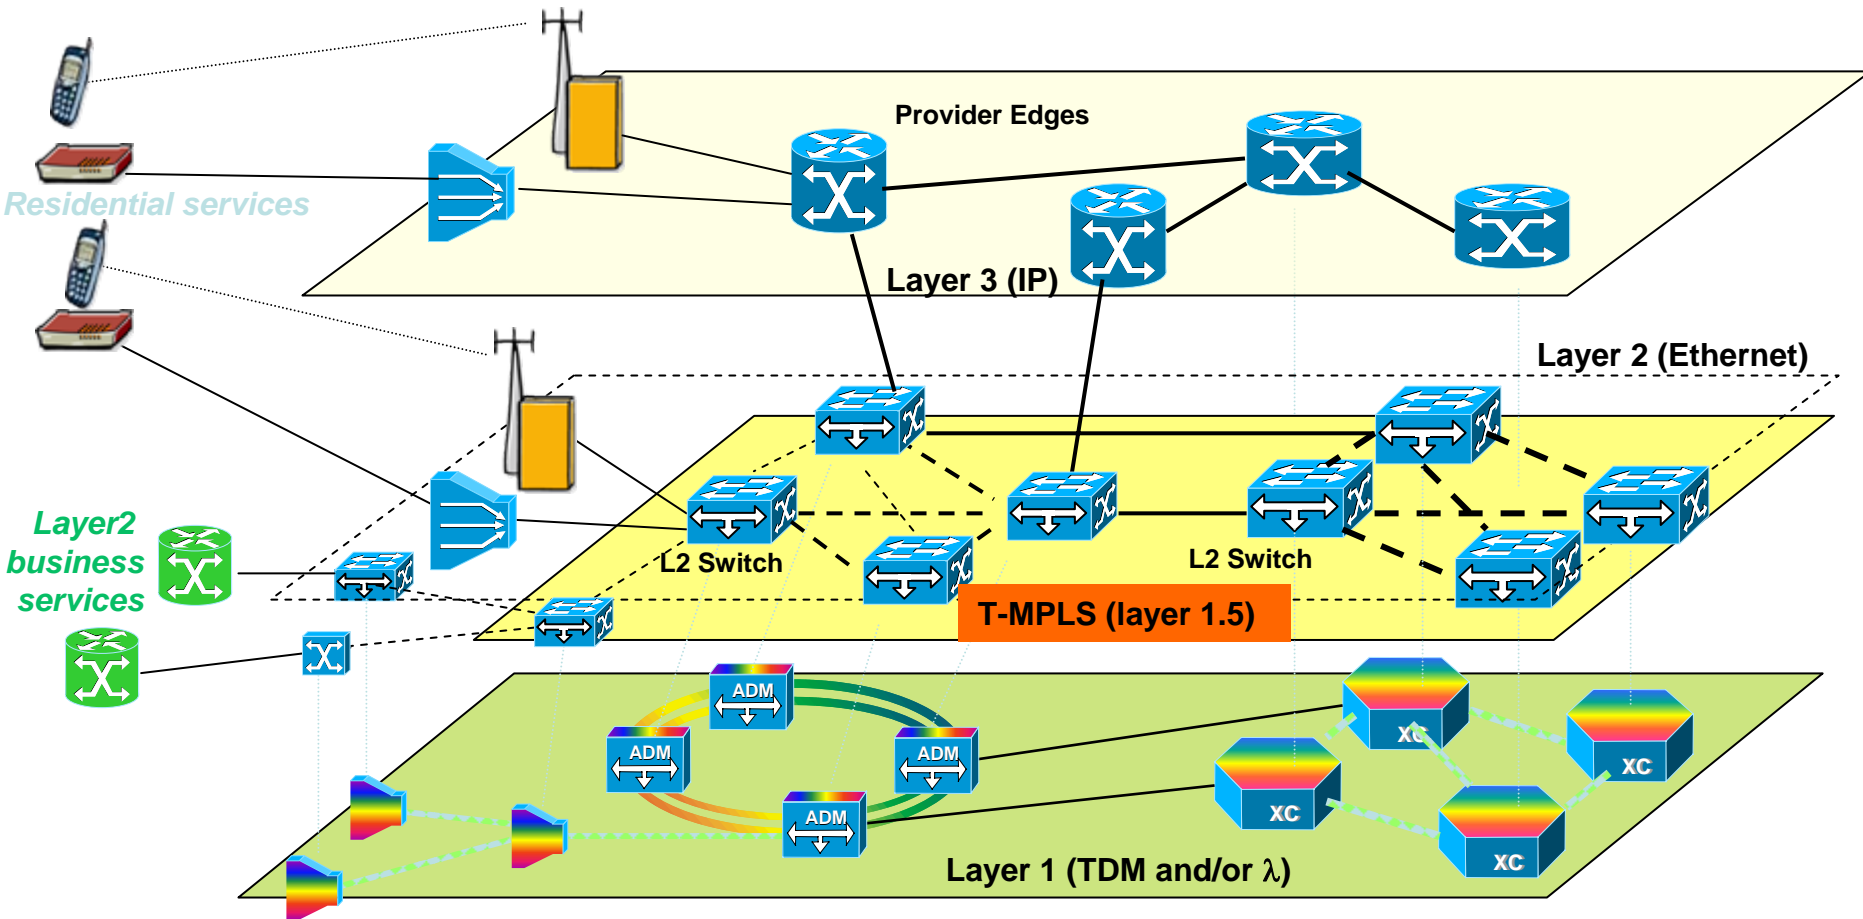 Provider Edges
Residential services
Layer 3 (IP)
Layer 2 (Ethernet)
Layer2
business
services
L2 Switch
L2 Switch
T-MPLS (layer 1.5)
ADM
ADM
ADM
ADM
XC
XC
XC
XC
Layer 1 (TDM and/or λ)